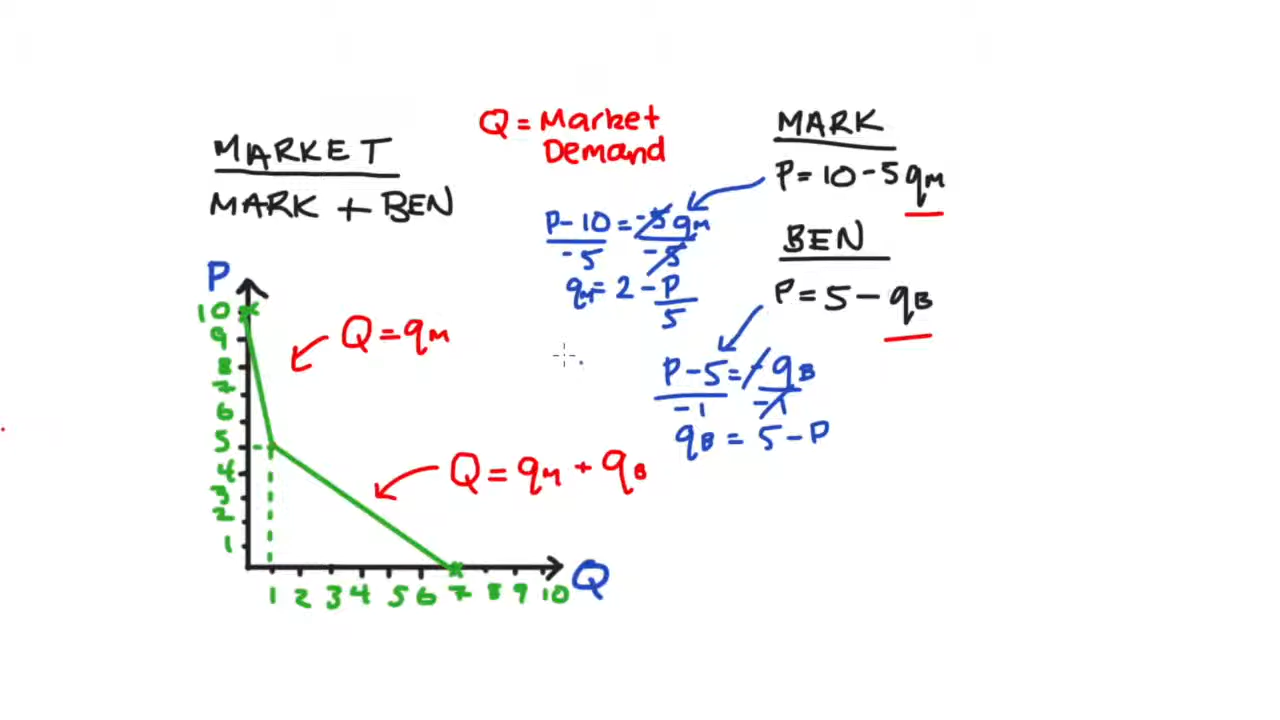 MARKET
MARK + BEN
Q = Market
Demand
MARK
P = 10 - 5qM
BEN
P = 5 - qB
P - 10 = -5qM
-5 -5
qM = 2 - P
5
P - 5 = -qB
-1 -1
qB = 5 - P
P
10
9
8
7
6
5
4
3
2
1
Q = qM
Q = qM + qB
1 2 3 4 5 6 7 8 9 10
Q